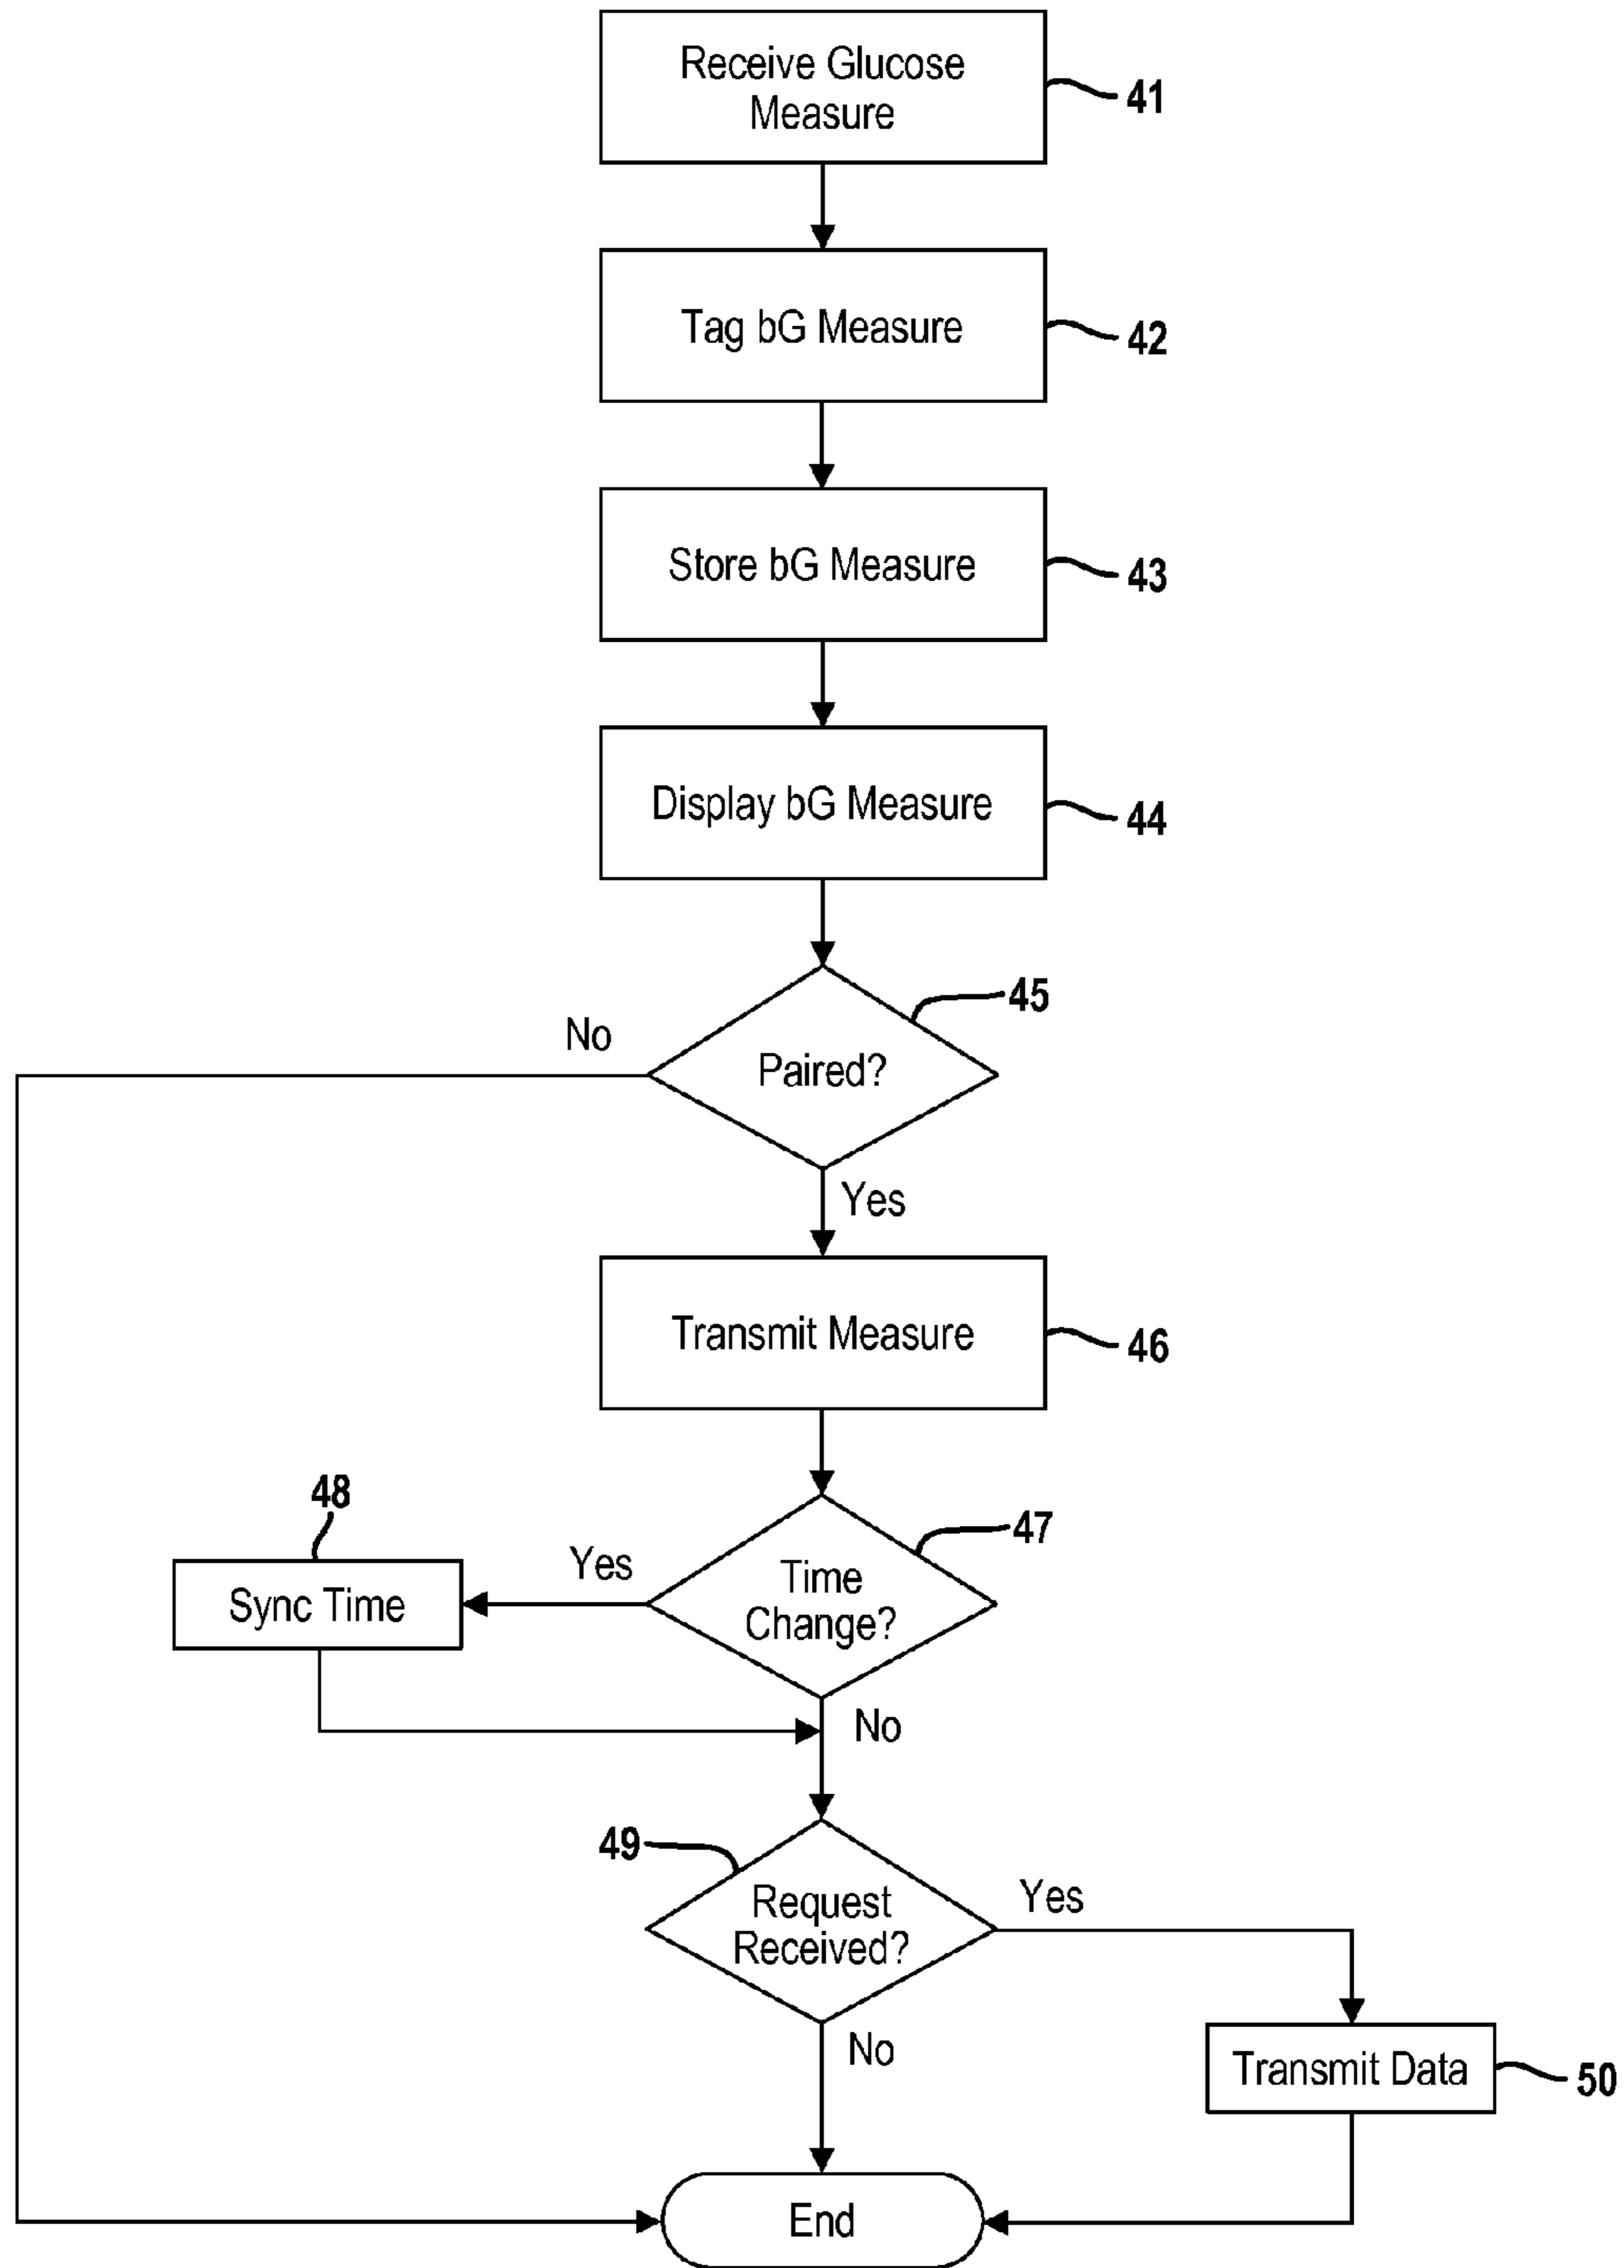 Receive Glucose
Measure
41
Tag bG Measure
42
Store bG Measure
43
Display bG Measure
44
45
No
Paired?
Yes
Transmit Measure
46
48
47
Yes
Time
Sync Time
Change?
No
49
Request
Yes
Received?
No
Transmit Data
50
End